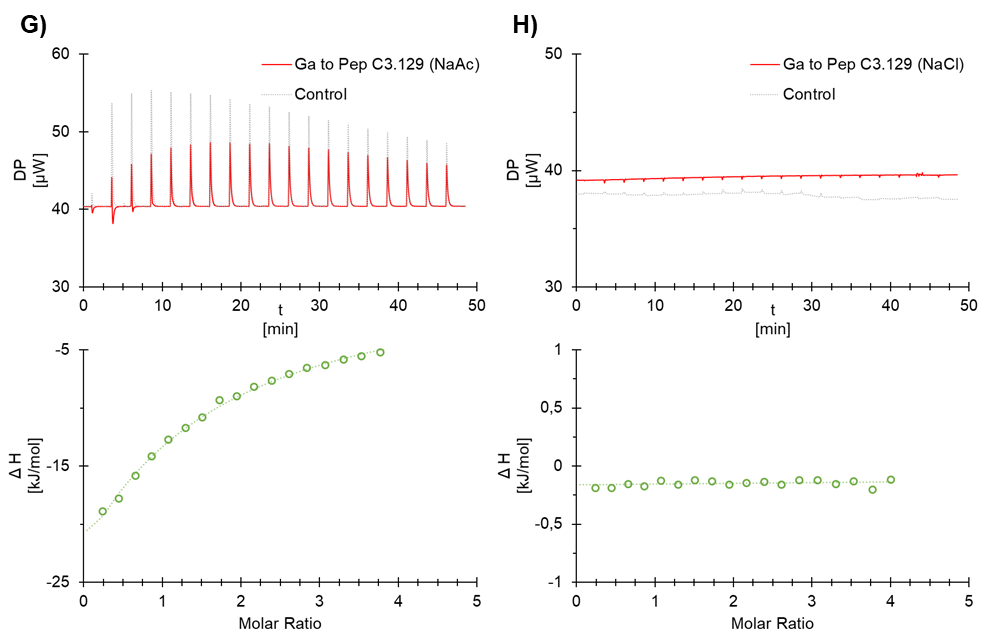 G)
60
50
40
30
DP
[µW]
Ga to Pep C3.129 (NaAc)
Control
0
10
20
30
40
50
t
[min]
-5
-15
-25
Δ H
[kJ/mol]
0
1
2
3
4
5
Molar Ratio
H)
50
40
30
DP
[µW]
Ga to Pep C3.129 (NaCl)
Control
0
10
20
30
40
50
t
[min]
1
0,5
0
-0,5
-1
Δ H
[kJ/mol]
0
1
2
3
4
5
Molar Ratio